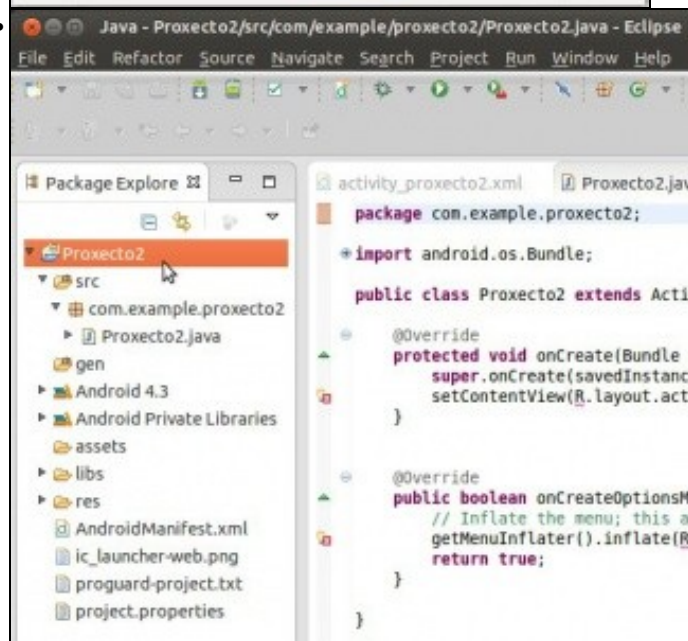 Java - Proxecto2/src/com/example/proxecto2/Proxecto2.java - Eclipse
File Edit Refactor Source Navigate Search Project Run Window Help
Package Explore
activity_proxecto2.xml Proxecto2.jav
Proxecto2
src
com.example.proxecto2
Proxecto2.java
gen
Android 4.3
Android Private Libraries
assets
libs
res
AndroidManifest.xml
ic_launcher-web.png
proguard-project.txt
project.properties
package com.example.proxecto2;
import android.os.Bundle;
public class Proxecto2 extends Acti
@Override
protected void onCreate(Bundle
super.onCreate(savedInstanc
setContentView(R.layout.act
}
@Override
public boolean onCreateOptionsM
// Inflate the menu; this a
getMenuInflater().inflate(R
return true;
}
}